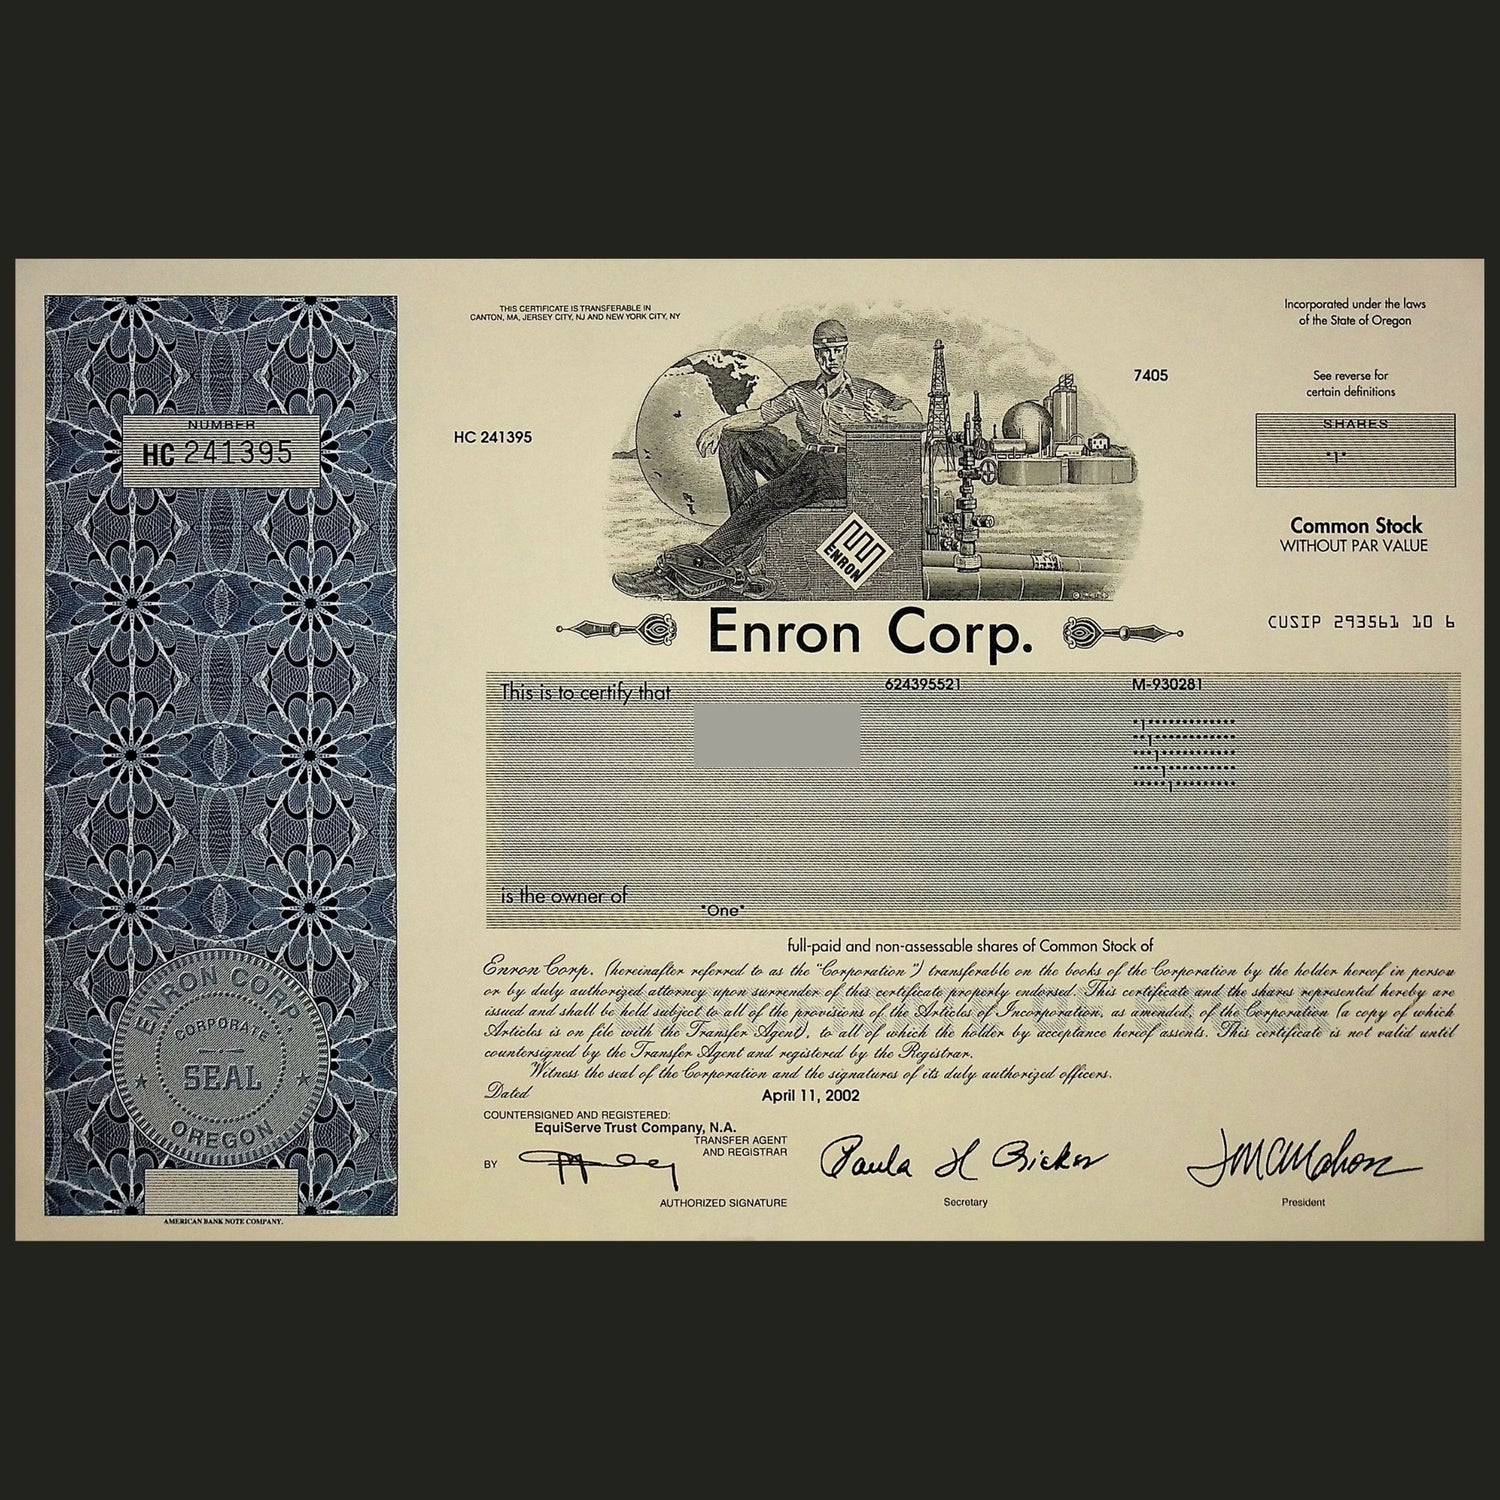 THIS CERTIFICATE IS TRANSFERABLE IN
CANTON, MA, JERSEY CITY, NJ AND NEW YORK CITY, NY
Incorporated under the laws
of the State of Oregon
7405
See reverse for
certain definitions
NUMBER
HC 241395
HC 241395
SHARES
*1*
Common Stock
WITHOUT PAR VALUE
ENRON
Enron Corp.
CUSIP 293561 10 6
This is to certify that
624395521
M-930281
*1*************
**1************
***1***********
****1**********
*****1*********
is the owner of
*One*
full-paid and non-assessable shares of Common Stock of
Enron Corp. (hereinafter referred to as the "Corporation") transferable on the books of the Corporation by the holder hereof in person
or by duly authorized attorney upon surrender of this certificate properly endorsed. This certificate and the shares represented hereby are
issued and shall be held subject to all of the provisions of the Articles of Incorporation, as amended, of the Corporation (a copy of which
Articles is on file with the Transfer Agent), to all of which the holder by acceptance hereof assents. This certificate is not valid until
countersigned by the Transfer Agent and registered by the Registrar.
Witness the seal of the Corporation and the signatures of its duly authorized officers.
Dated
April 11, 2002
ENRON CORP.
CORPORATE
SEAL
OREGON
COUNTERSIGNED AND REGISTERED:
EquiServe Trust Company, N.A.
TRANSFER AGENT
AND REGISTRAR
BY
AUTHORIZED SIGNATURE
Paula H Rieker
Secretary
J M McMahon
President
AMERICAN BANK NOTE COMPANY.